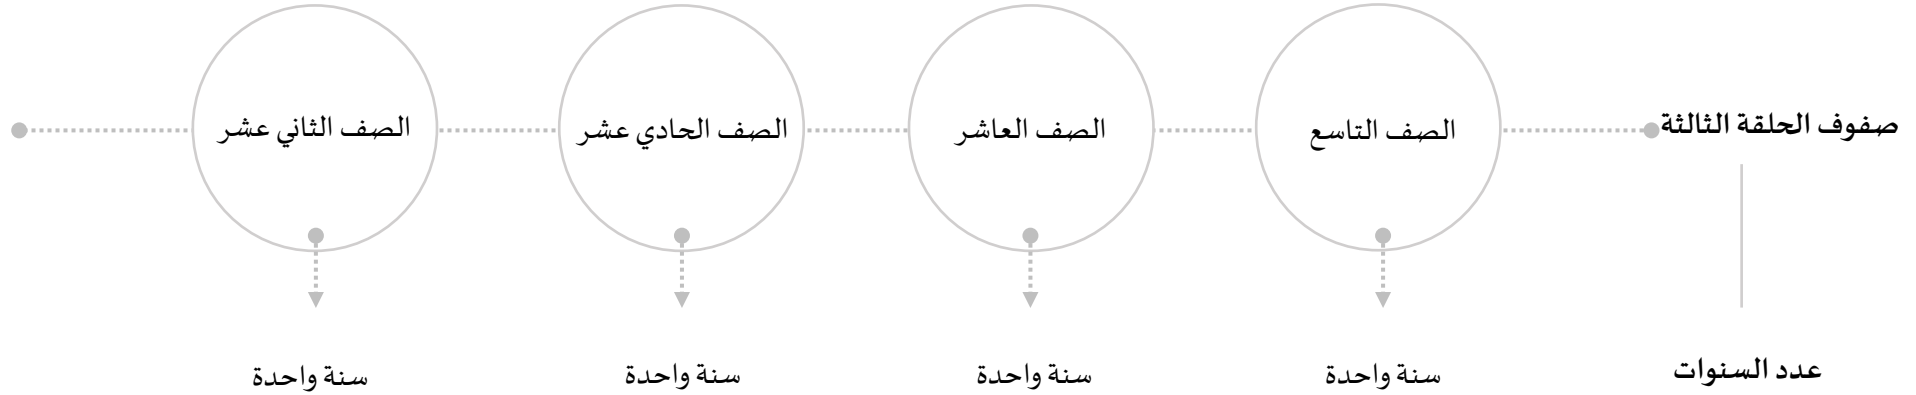 صفوف الحلقة الثالثة
الصف التاسع
الصف العاشر
الصف الحادي عشر
الصف الثاني عشر
عدد السنوات
سنة واحدة
سنة واحدة
سنة واحدة
سنة واحدة